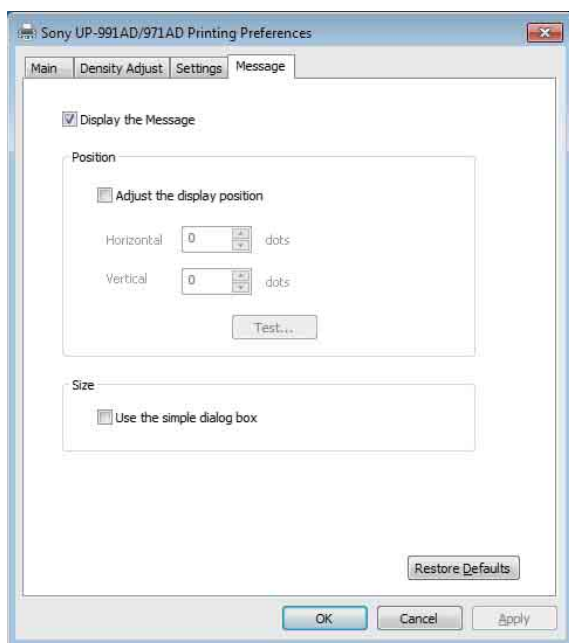 Sony UP-991AD/971AD Printing Preferences
Main Density Adjust Settings Message
Display the Message
Position
Adjust the display position
Horizontal 0 dots
Vertical 0 dots
Test...
Size
Use the simple dialog box
Restore Defaults
OK Cancel Apply